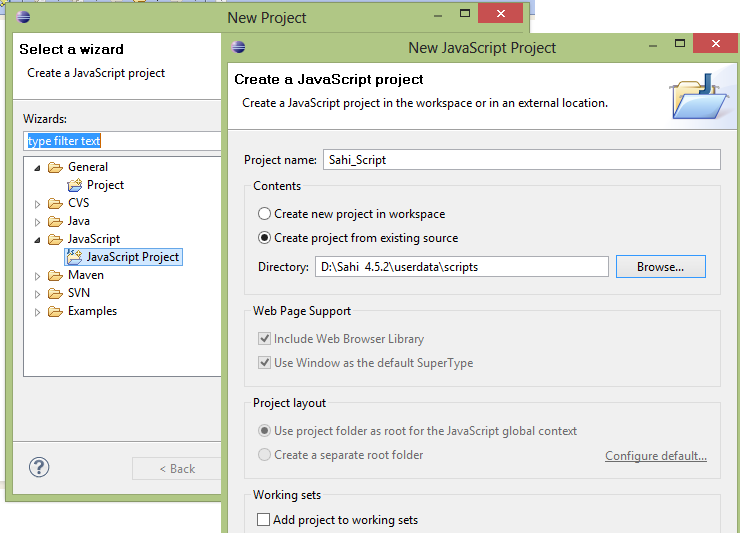 New Project
Select a wizard
Create a JavaScript project
Wizards:
type filter text
General
Project
CVS
Java
JavaScript
JavaScript Project
Maven
SVN
Examples
? < Back
New JavaScript Project
Create a JavaScript project
Create a JavaScript project in the workspace or in an external location.
Project name: Sahi_Script
Contents
Create new project in workspace
Create project from existing source
Directory: D:\Sahi 4.5.2\userdata\scripts Browse...
Web Page Support
Include Web Browser Library
Use Window as the default SuperType
Project layout
Use project folder as root for the JavaScript global context
Create a separate root folder Configure default...
Working sets
Add project to working sets